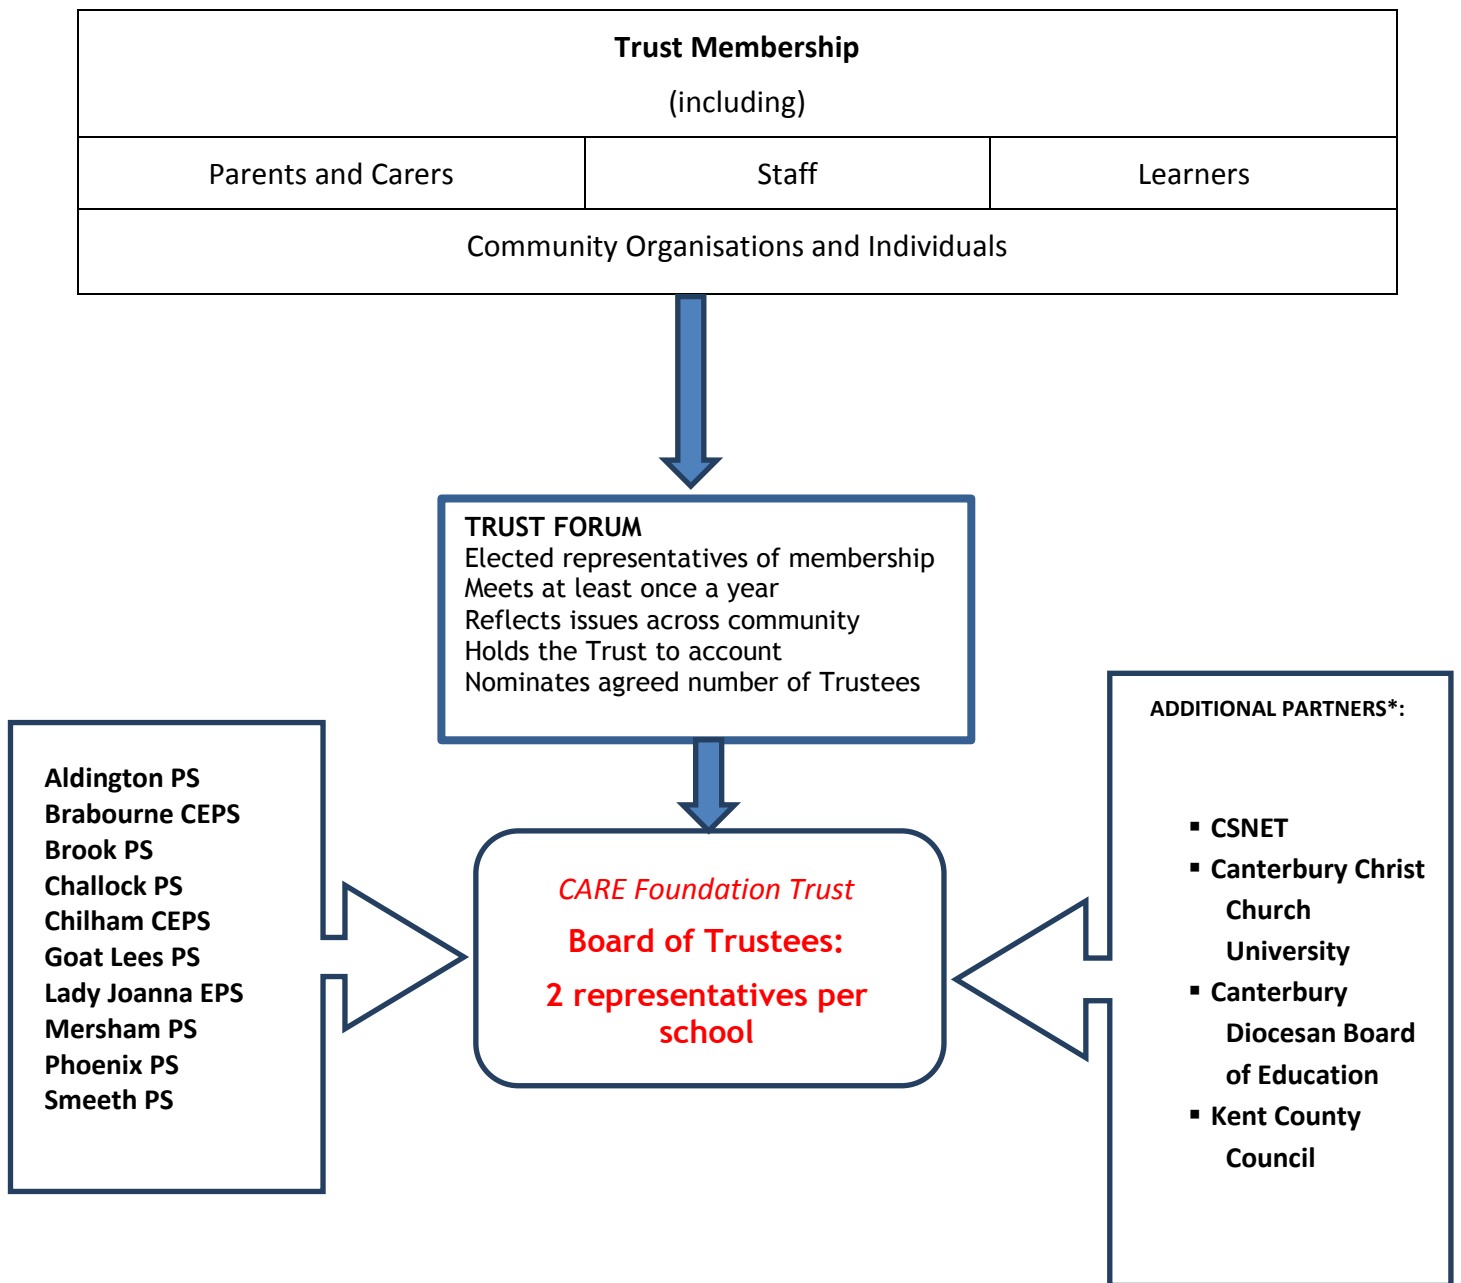 Trust Membership
(including)
Parents and Carers
Staff
Learners
Community Organisations and Individuals
TRUST FORUM
Elected representatives of membership
Meets at least once a year
Reflects issues across community
Holds the Trust to account
Nominates agreed number of Trustees
Aldington PS
Brabourne CEPS
Brook PS
Challock PS
Chilham CEPS
Goat Lees PS
Lady Joanna EPS
Mersham PS
Phoenix PS
Smeeth PS
CARE Foundation Trust
Board of Trustees:
2 representatives per
school
ADDITIONAL PARTNERS*:
▪ CSNET
▪ Canterbury Christ
Church
University
▪ Canterbury
Diocesan Board
of Education
▪ Kent County
Council